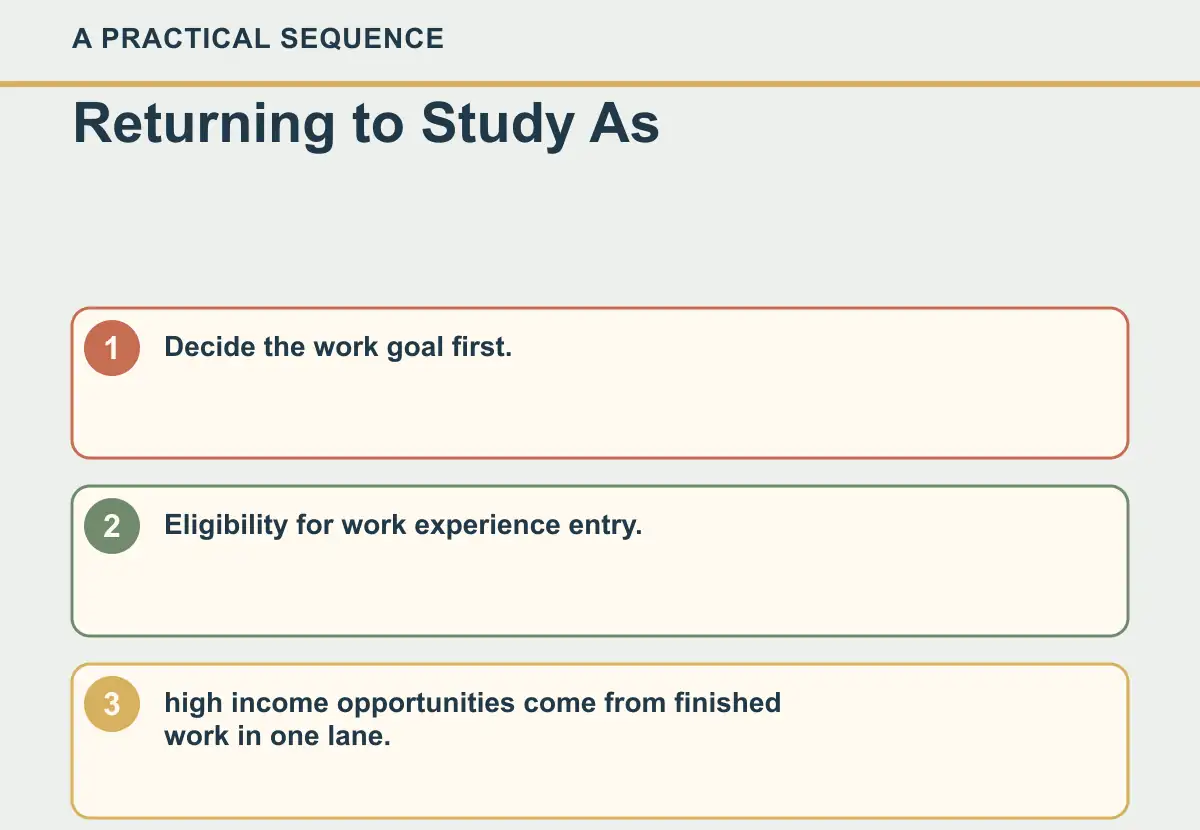 A PRACTICAL SEQUENCE
Returning to Study As
1
Decide the work goal first.
2
Eligibility for work experience entry.
3
high income opportunities come from finished
work in one lane.